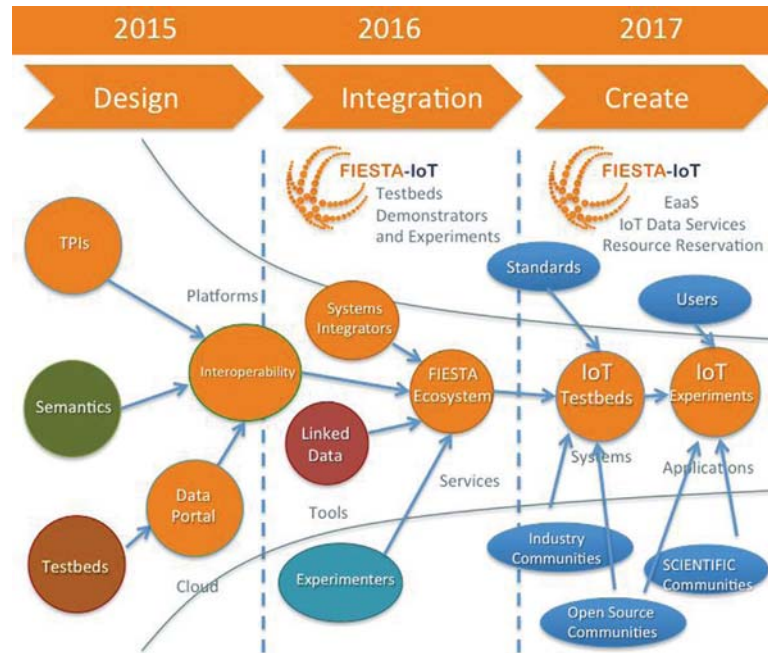 2015
2016
2017
Design
Integration
Create
FIESTA-IoT
Testbeds
Demonstrators
and Experiments
FIESTA-IoT
EaaS
IoT Data Services
Resource Reservation
TPIs
Platforms
Standards
Users
Systems
Integrators
Interoperability
FIESTA
Ecosystem
IoT
Testbeds
IoT
Experiments
Semantics
Linked
Data
Systems
Applications
Data
Portal
Services
Tools
Testbeds
Cloud
Experimenters
Industry
Communities
SCIENTIFIC
Communities
Open Source
Communities